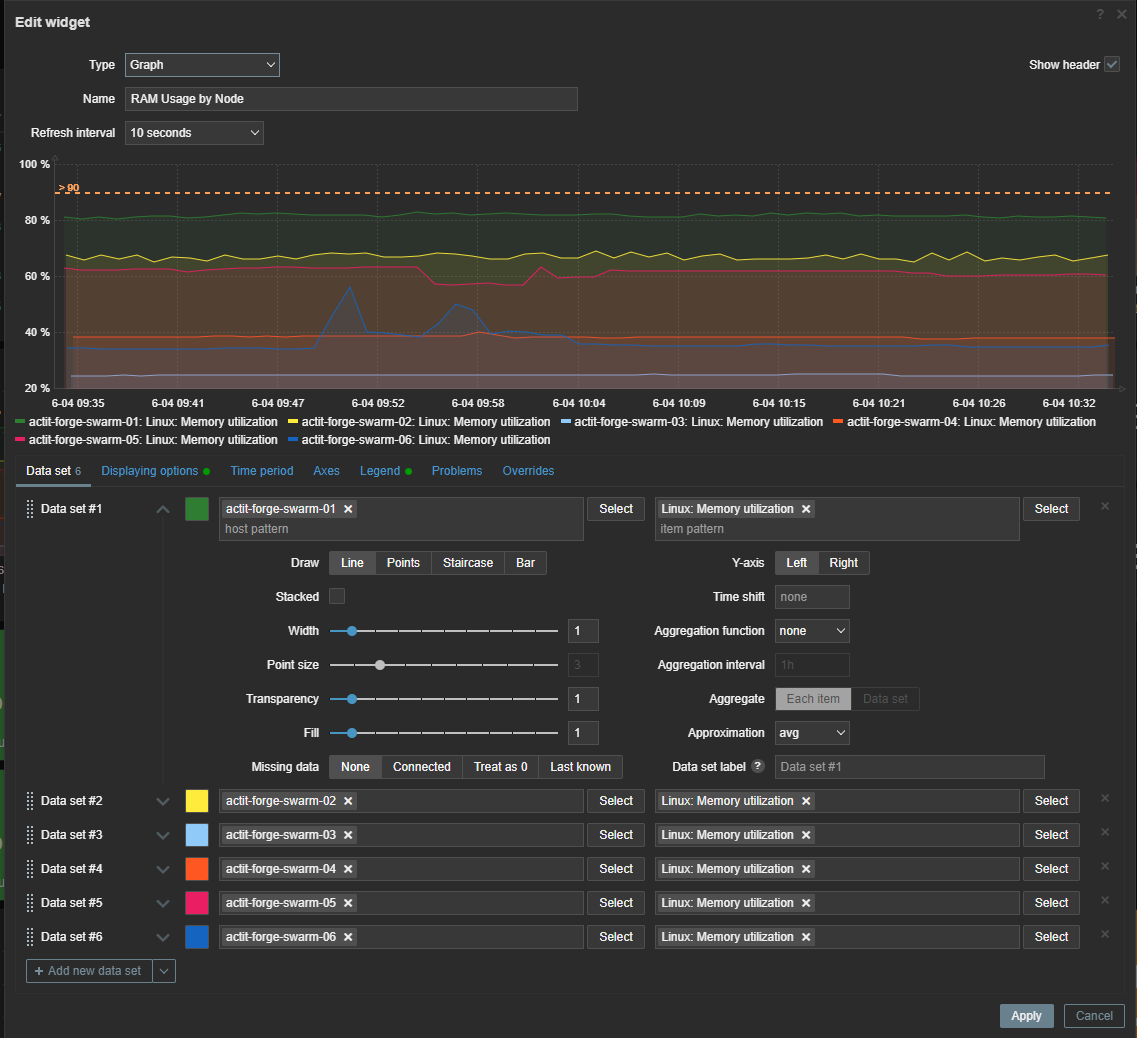 Edit widget
?
Type Graph Show header
Name RAM Usage by Node
Refresh interval 10 seconds
100 %
> 90
80 %
60 %
40 %
20 %
6-04 09:35 6-04 09:41 6-04 09:47 6-04 09:52 6-04 09:58 6-04 10:04 6-04 10:09 6-04 10:15 6-04 10:21 6-04 10:26 6-04 10:32
actit-forge-swarm-01: Linux: Memory utilization actit-forge-swarm-02: Linux: Memory utilization actit-forge-swarm-03: Linux: Memory utilization actit-forge-swarm-04: Linux: Memory utilization
actit-forge-swarm-05: Linux: Memory utilization actit-forge-swarm-06: Linux: Memory utilization
Data set 6 Displaying options Time period Axes Legend Problems Overrides
Data set #1 actit-forge-swarm-01 Select Linux: Memory utilization Select
host pattern item pattern
Draw Line Points Staircase Bar Y-axis Left Right
Stacked Time shift none
Width 1 Aggregation function none
Point size 3 Aggregation interval 1h
Transparency 1 Aggregate Each item Data set
Fill 1 Approximation avg
Missing data None Connected Treat as 0 Last known Data set label ? Data set #1
Data set #2 actit-forge-swarm-02 Select Linux: Memory utilization Select
Data set #3 actit-forge-swarm-03 Select Linux: Memory utilization Select
Data set #4 actit-forge-swarm-04 Select Linux: Memory utilization Select
Data set #5 actit-forge-swarm-05 Select Linux: Memory utilization Select
Data set #6 actit-forge-swarm-06 Select Linux: Memory utilization Select
+ Add new data set
Apply Cancel